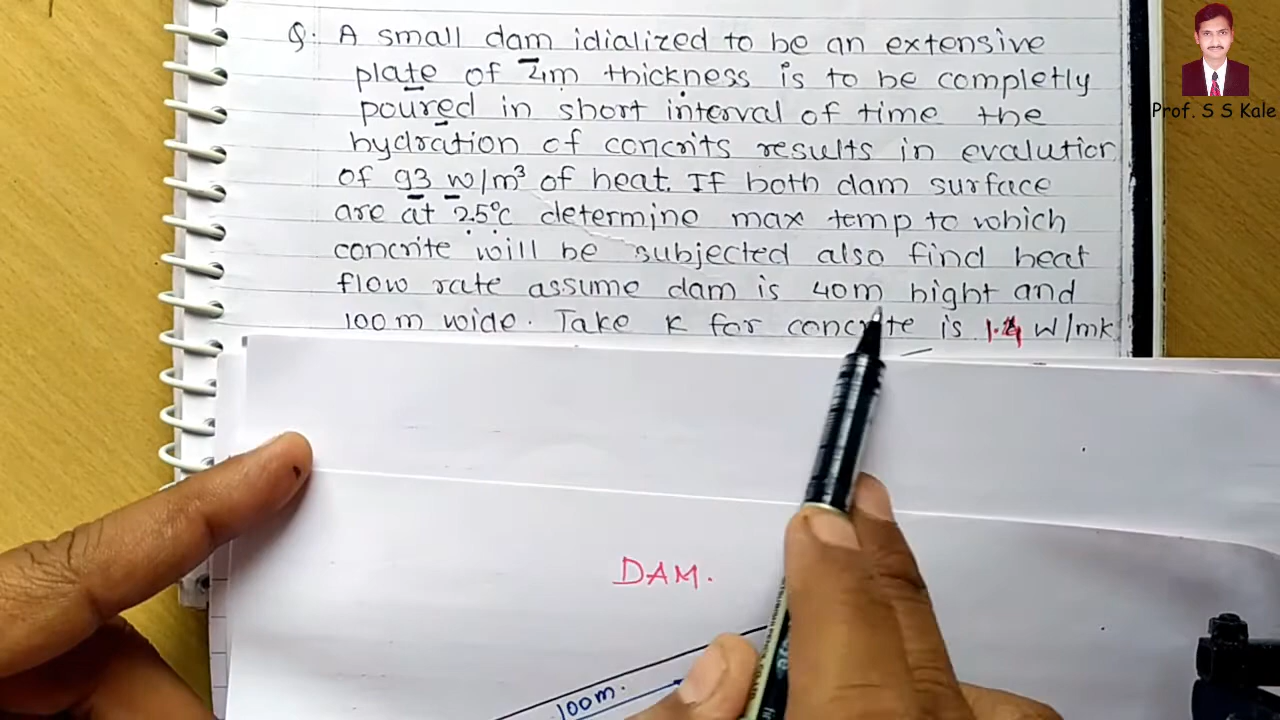 Q. A small dam idialized to be an extensive
plate of 4m thickness is to be completly
poured in short interval of time the
hydration of concrits results in evalution
of 93 w/m³ of heat. If both dam surface
are at 25°c determine max temp to which
concrite will be subjected also find heat
flow rate assume dam is 40m hight and
100m wide. Take K for concrite is 1.4 W/mk
Prof. S S Kale
DAM.
100m.